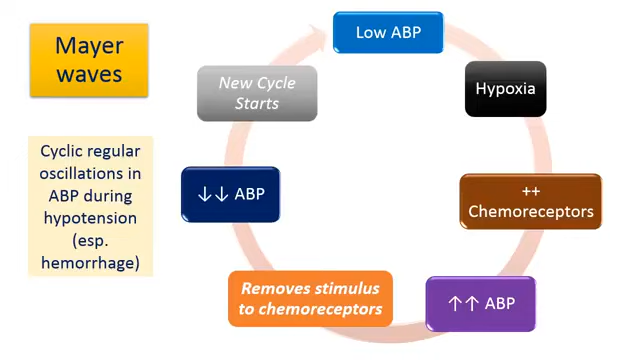 Mayer
waves
Cyclic regular
oscillations in
ABP during
hypotension
(esp.
hemorrhage)
Low ABP
Hypoxia
++
Chemoreceptors
↑↑ ABP
Removes stimulus
to chemoreceptors
↓↓ ABP
New Cycle
Starts